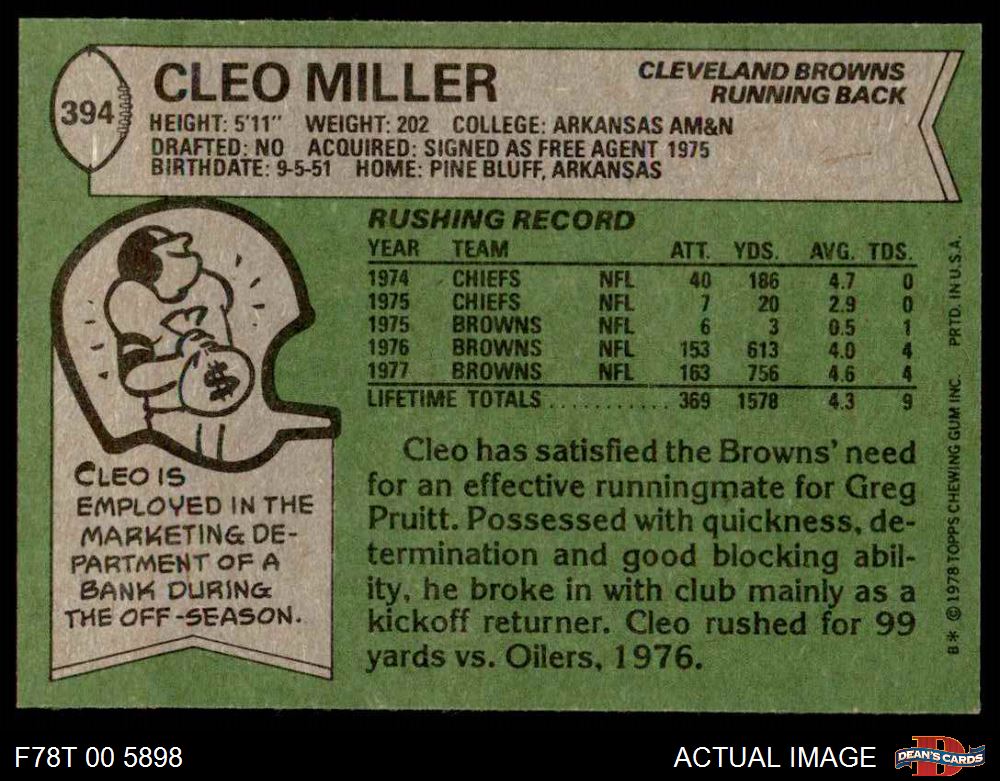 394
CLEO MILLER
CLEVELAND BROWNS
RUNNING BACK
HEIGHT: 5'11" WEIGHT: 202 COLLEGE: ARKANSAS AM&N
DRAFTED: NO ACQUIRED: SIGNED AS FREE AGENT 1975
BIRTHDATE: 9-5-51 HOME: PINE BLUFF, ARKANSAS
RUSHING RECORD
YEAR TEAM ATT. YDS. AVG. TDS.
1974 CHIEFS NFL 40 186 4.7 0
1975 CHIEFS NFL 7 20 2.9 0
1975 BROWNS NFL 6 3 0.5 1
1976 BROWNS NFL 153 613 4.0 4
1977 BROWNS NFL 163 756 4.6 4
LIFETIME TOTALS ........... 369 1578 4.3 9
$
CLEO IS
EMPLOYED IN THE
MARKETING DE-
PARTMENT OF A
BANK DURING
THE OFF-SEASON.
Cleo has satisfied the Browns' need
for an effective runningmate for Greg
Pruitt. Possessed with quickness, de-
termination and good blocking abil-
ity, he broke in with club mainly as a
kickoff returner. Cleo rushed for 99
yards vs. Oilers, 1976.
B* © 1978 TOPPS CHEWING GUM INC. PRTD. IN U.S.A.
F78T 00 5898
ACTUAL IMAGE
D
DEAN'S CARDS